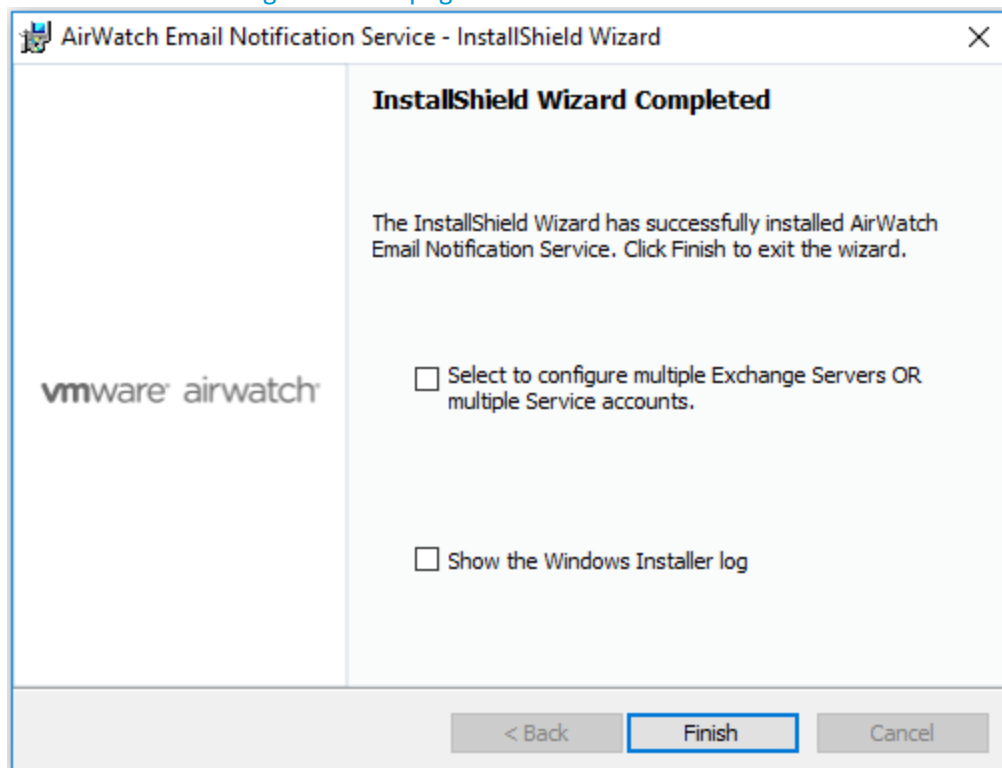 AirWatch Email Notification Service - InstallShield Wizard
InstallShield Wizard Completed
The InstallShield Wizard has successfully installed AirWatch
Email Notification Service. Click Finish to exit the wizard.
vmware airwatch
Select to configure multiple Exchange Servers OR
multiple Service accounts.
Show the Windows Installer log
< Back
Finish
Cancel